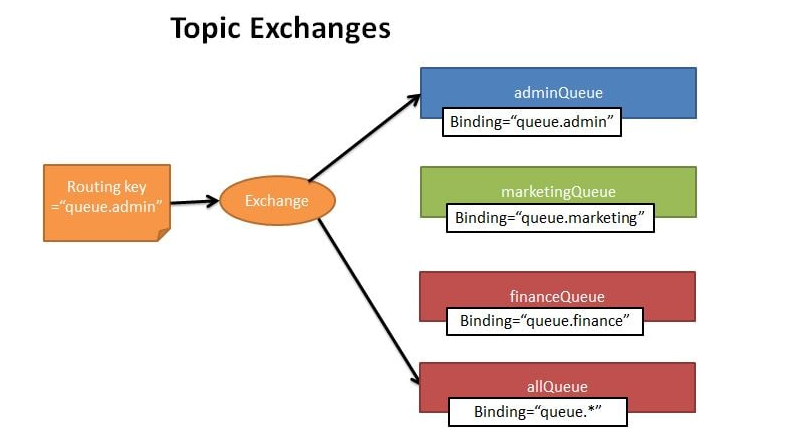 Topic Exchanges
adminQueue
Binding=“queue.admin”
Routing key
=“queue.admin”
Exchange
marketingQueue
Binding=“queue.marketing”
financeQueue
Binding=“queue.finance”
allQueue
Binding=“queue.*”